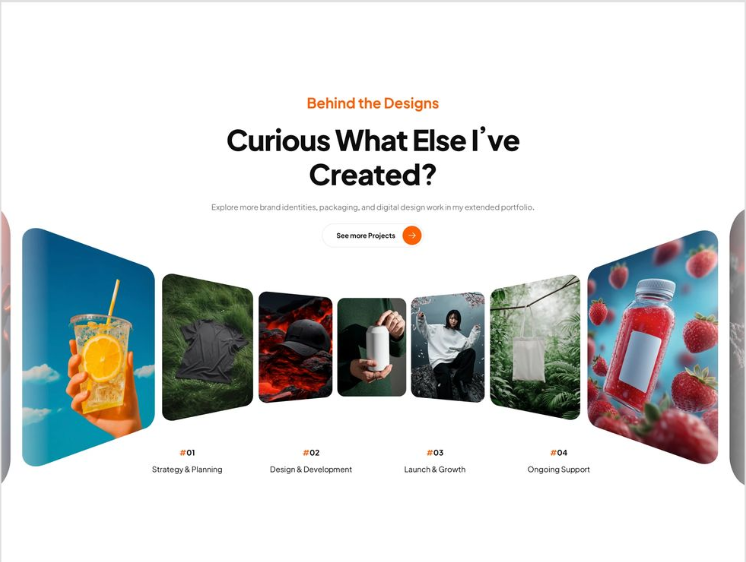 Behind the Designs
Curious What Else I’ve
Created?
Explore more brand identities, packaging, and digital design work in my extended portfolio.
See more Projects
#01
Strategy & Planning
#02
Design & Development
#03
Launch & Growth
#04
Ongoing Support